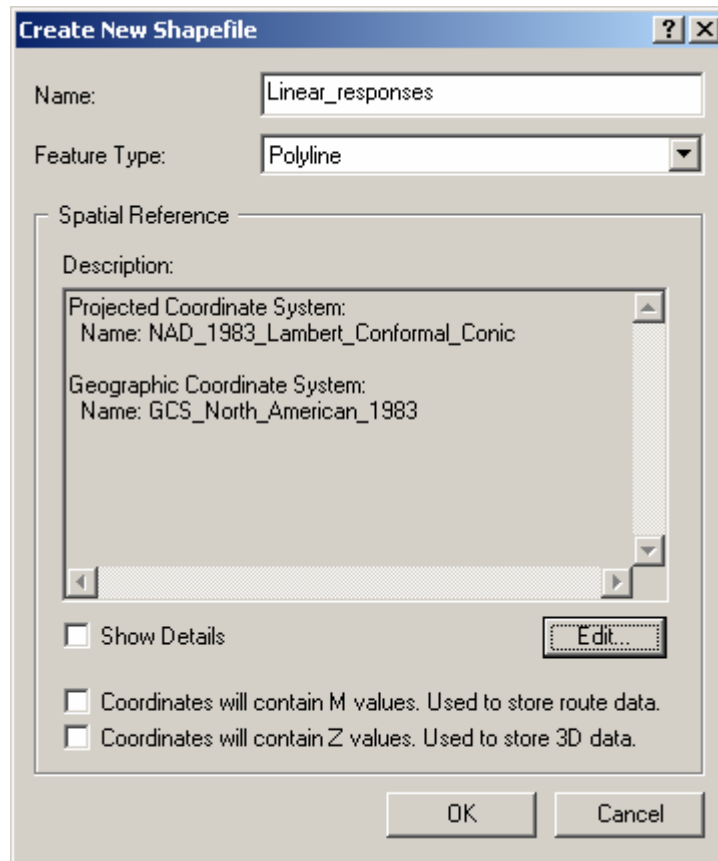 Create New Shapefile
Name:
Linear_responses
Feature Type:
Polyline
Spatial Reference
Description:
Projected Coordinate System:
Name: NAD_1983_Lambert_Conformal_Conic
Geographic Coordinate System:
Name: GCS_North_American_1983
Show Details
Edit...
Coordinates will contain M values. Used to store route data.
Coordinates will contain Z values. Used to store 3D data.
OK
Cancel